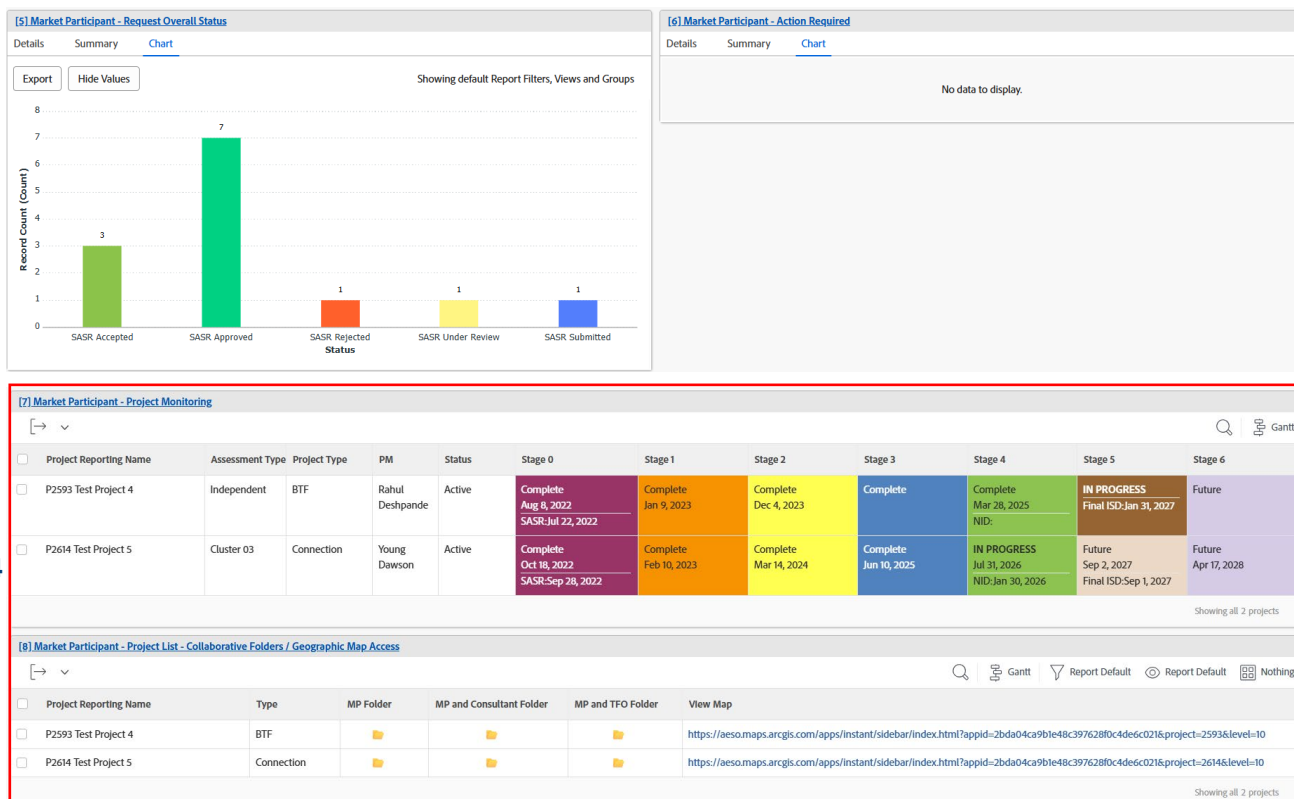 [5] Market Participant - Request Overall Status
Details Summary Chart
Export Hide Values Showing default Report Filters, Views and Groups
8
7
6
5
4
3
2
1
0
Record Count (Count)
3
7
1
1
1
SASR Accepted SASR Approved SASR Rejected SASR Under Review SASR Submitted
Status
[6] Market Participant - Action Required
Details Summary Chart
No data to display.
[7] Market Participant - Project Monitoring
Gantt
Project Reporting Name Assessment Type Project Type PM Status Stage 0 Stage 1 Stage 2 Stage 3 Stage 4 Stage 5 Stage 6
P2593 Test Project 4 Independent BTF Rahul Active Complete Complete Complete Complete Complete IN PROGRESS Future
Deshpande Aug 8, 2022 Jan 9, 2023 Dec 4, 2023 Mar 28, 2025 Final ISD:Jan 31, 2027
SASR:Jul 22, 2022 NID:
P2614 Test Project 5 Cluster 03 Connection Young Active Complete Complete Complete Complete IN PROGRESS Future Future
Dawson Oct 18, 2022 Feb 10, 2023 Mar 14, 2024 Jun 10, 2025 Jul 31, 2026 Sep 2, 2027 Apr 17, 2028
SASR:Sep 28, 2022 NID:Jan 30, 2026 Final ISD:Sep 1, 2027
Showing all 2 projects
[8] Market Participant - Project List - Collaborative Folders / Geographic Map Access
Gantt Report Default Report Default Nothing
Project Reporting Name Type MP Folder MP and Consultant Folder MP and TFO Folder View Map
P2593 Test Project 4 BTF https://aeso.maps.arcgis.com/apps/instant/sidebar/index.html?appid=2bda04ca9b1e48c397628f0c4de6c021&project=2593&level=10
P2614 Test Project 5 Connection https://aeso.maps.arcgis.com/apps/instant/sidebar/index.html?appid=2bda04ca9b1e48c397628f0c4de6c021&project=2614&level=10
Showing all 2 projects